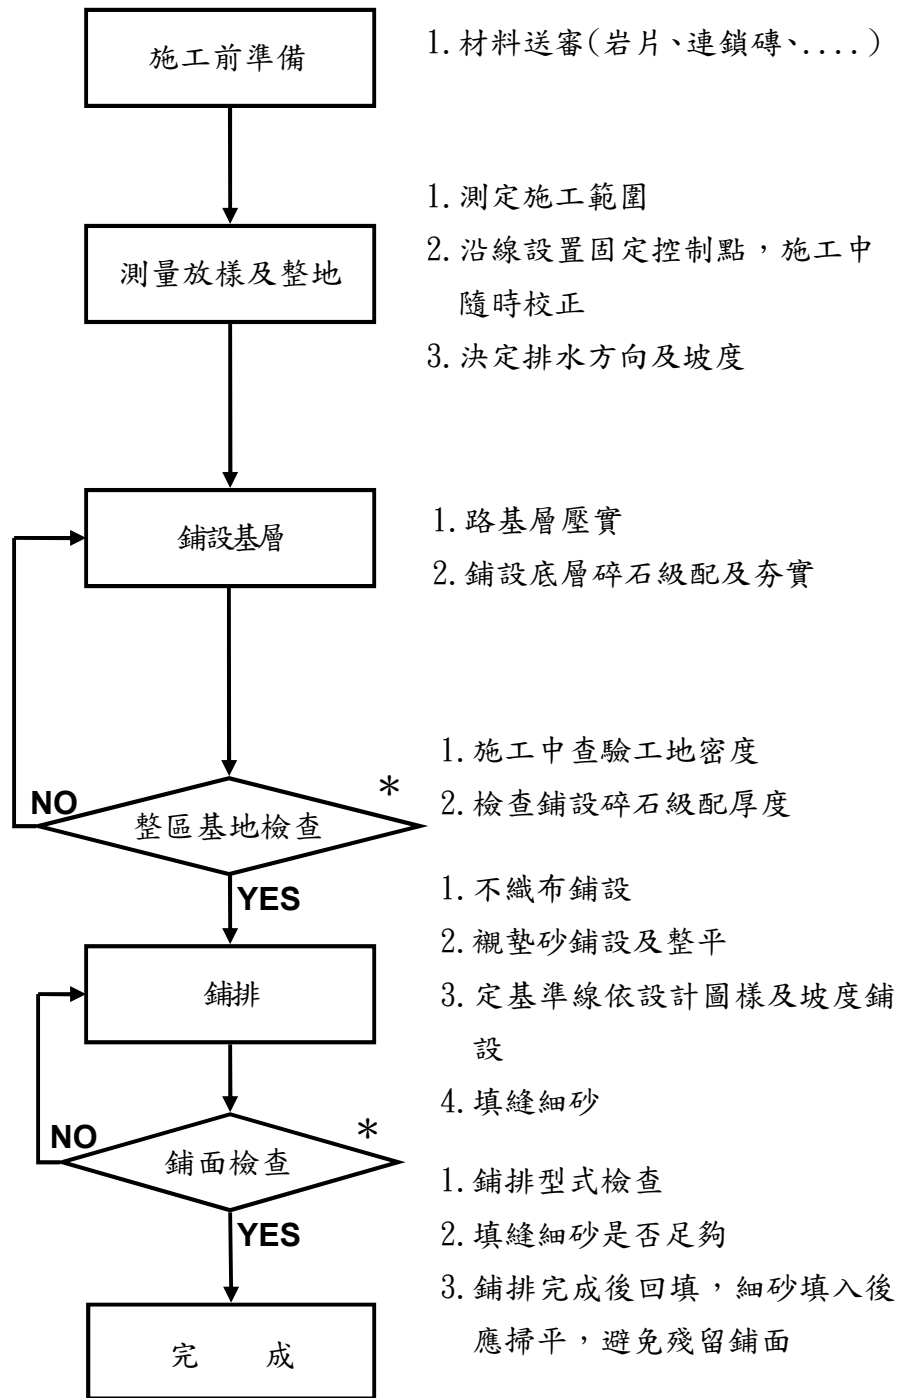 施工前準備
1.材料送審(岩片、連鎖磚、....)
測量放樣及整地
1.測定施工範圍
2.沿線設置固定控制點，施工中
隨時校正
3.決定排水方向及坡度
鋪設基層
1.路基層壓實
2.鋪設底層碎石級配及夯實
NO
整區基地檢查
*
1.施工中查驗工地密度
2.檢查鋪設碎石級配厚度
YES
鋪排
1.不織布鋪設
2.襯墊砂鋪設及整平
3.定基準線依設計圖樣及坡度鋪
設
4.填縫細砂
NO
鋪面檢查
*
1.鋪排型式檢查
2.填縫細砂是否足夠
3.鋪排完成後回填，細砂填入後
應掃平，避免殘留鋪面
YES
完 成